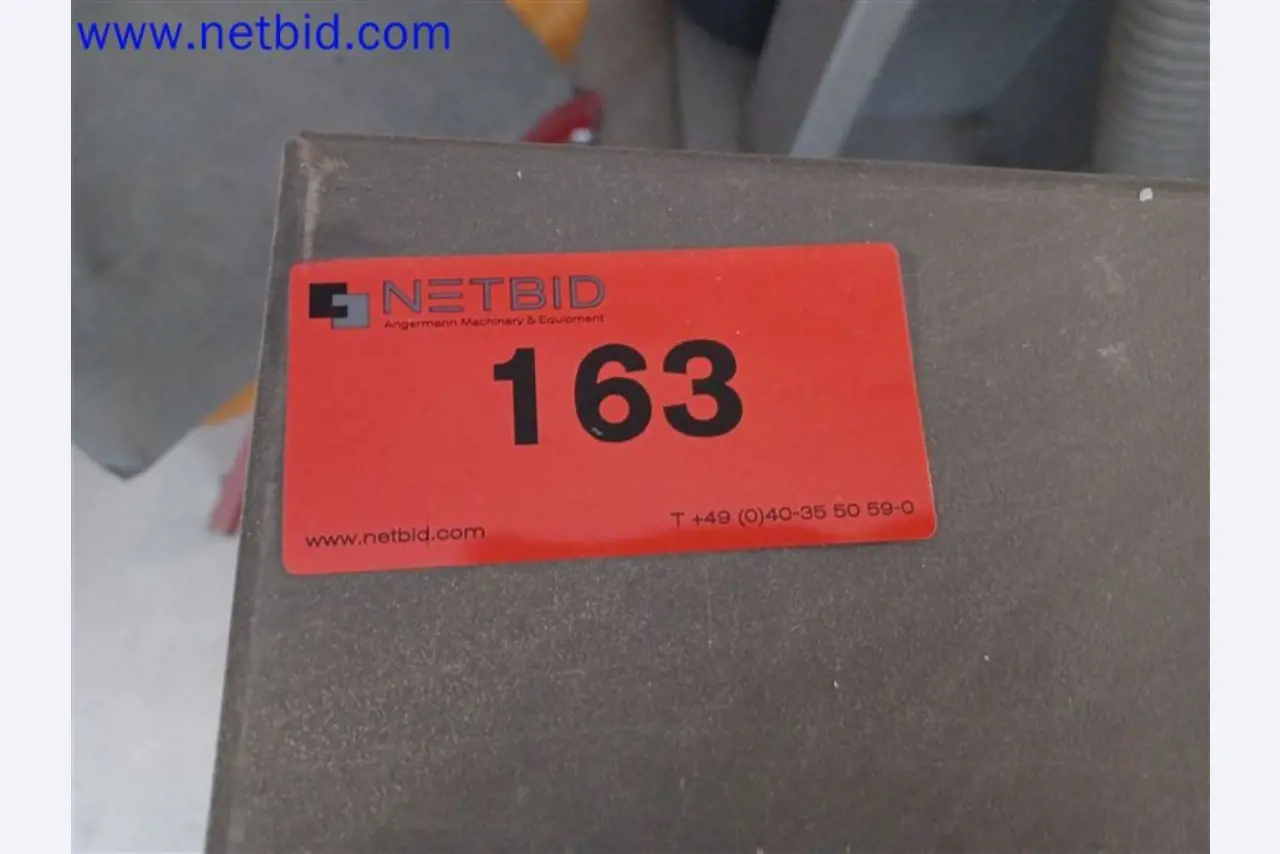 www.netbid.com
NETBID
Angermann Machinery & Equipment
163
www.netbid.com
T +49 (0)40-35 50 59-0